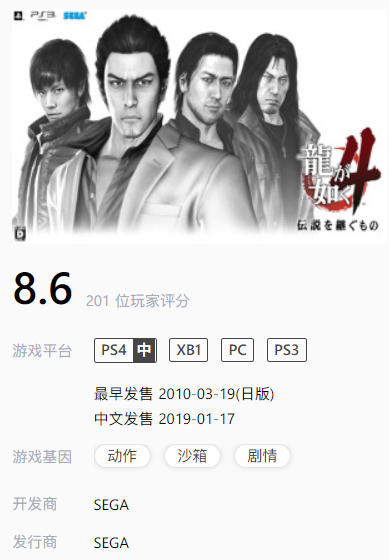 PS3 SEGA
龍が如く4
伝説を継ぐもの
D
8.6 201 位玩家评分
游戏平台 PS4 中 XB1 PC PS3
最早发售 2010-03-19(日版)
中文发售 2019-01-17
游戏基因 动作 沙箱 剧情
开发商 SEGA
发行商 SEGA